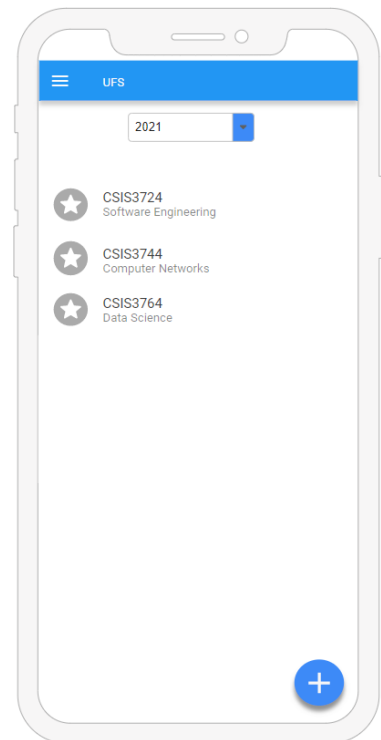 UFS
2021
CSIS3724
Software Engineering
CSIS3744
Computer Networks
CSIS3764
Data Science